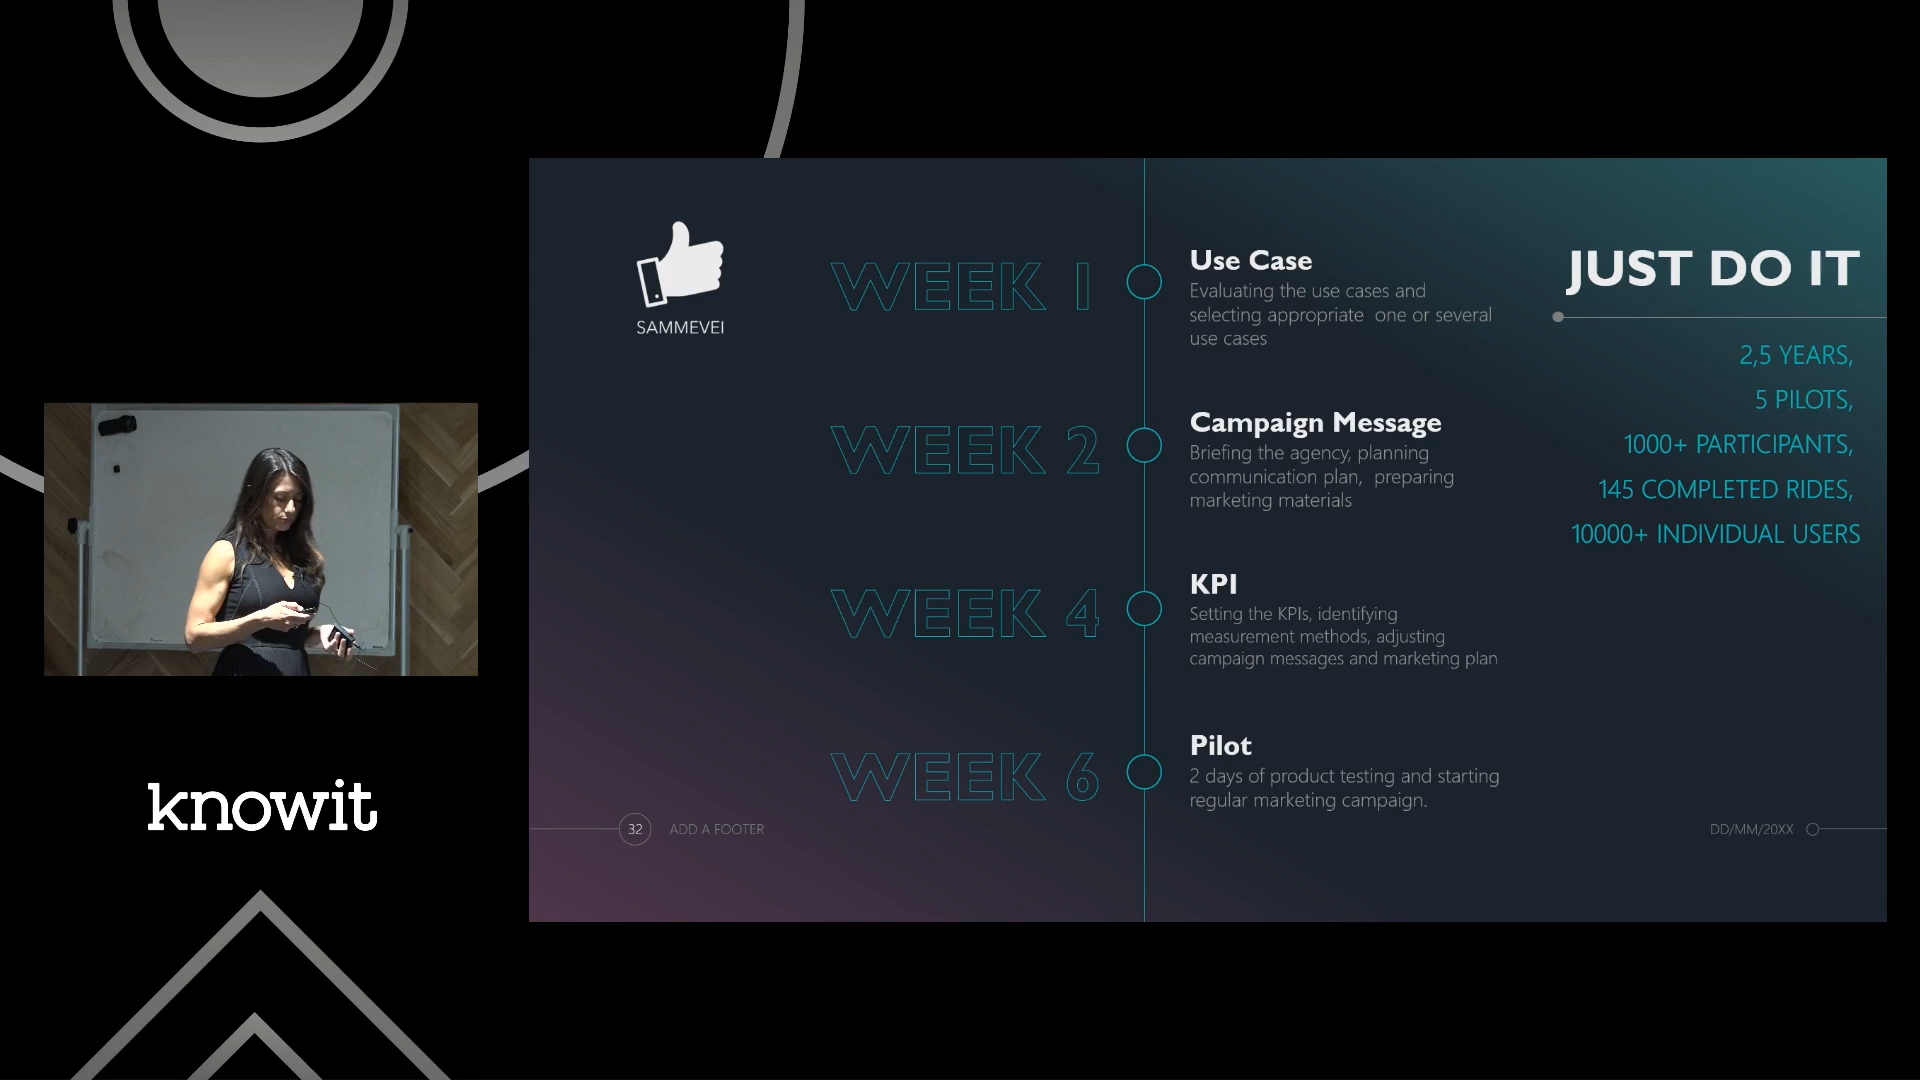 SAMMEVEI
WEEK 1
Use Case
Evaluating the use cases and
selecting appropriate  one or several
use cases
WEEK 2
Campaign Message
Briefing the agency, planning
communication plan,  preparing
marketing materials
WEEK 4
KPI
Setting the KPIs, identifying
measurement methods, adjusting
campaign messages and marketing plan
WEEK 6
Pilot
2 days of product testing and starting
regular marketing campaign.
JUST DO IT
2,5 YEARS,
5 PILOTS,
1000+ PARTICIPANTS,
145 COMPLETED RIDES,
10000+ INDIVIDUAL USERS
32 ADD A FOOTER
DD/MM/20XX
knowit